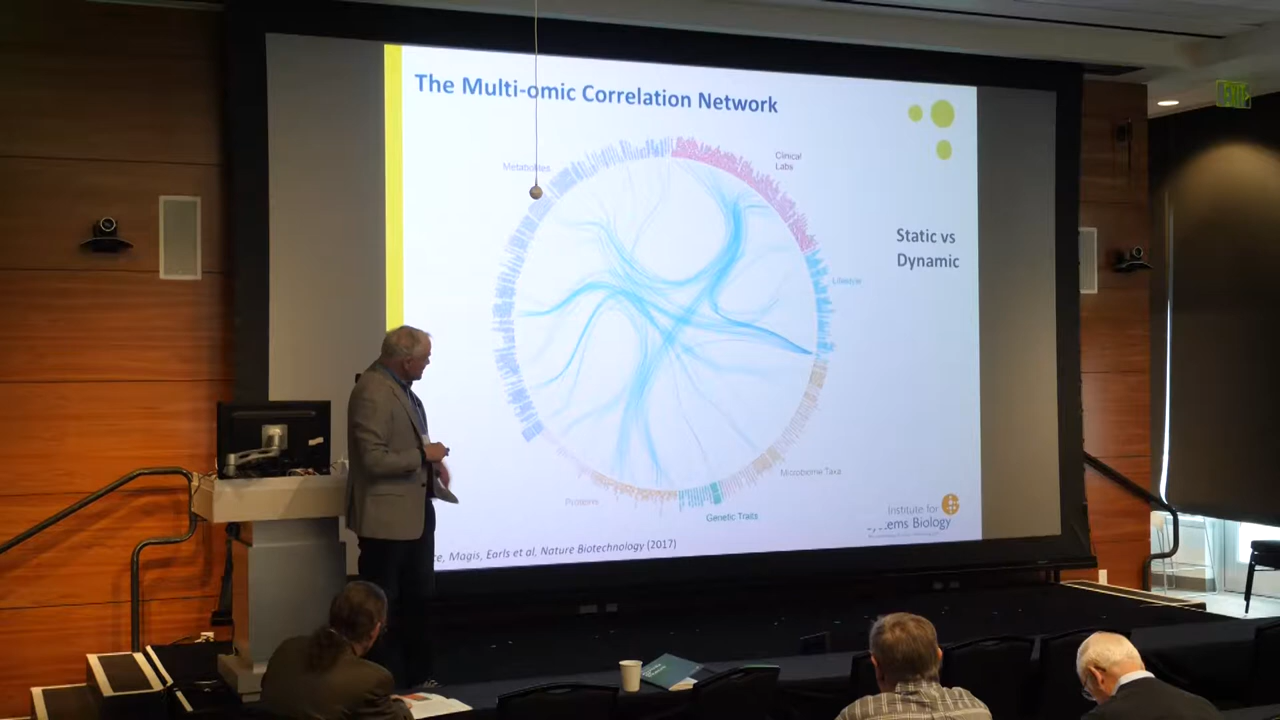 The Multi-omic Correlation Network
Metabolites
Clinical
Labs
Static vs
Dynamic
Lifestyle
Microbiome Taxa
Proteins
Genetic Traits
Institute for
Systems Biology
Magis, Earls et al, Nature Biotechnology (2017)
EXIT